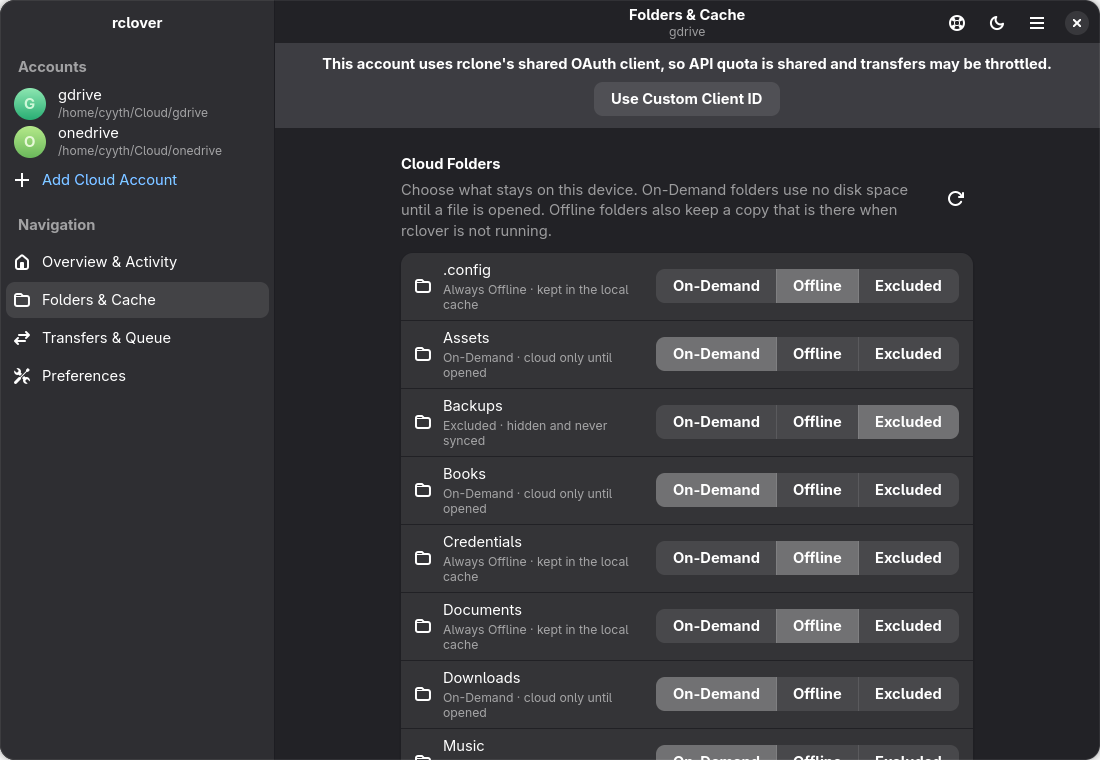 rclover
Folders & Cache
gdrive
Accounts
G
gdrive
/home/cyyth/Cloud/gdrive
O
onedrive
/home/cyyth/Cloud/onedrive
Add Cloud Account
Navigation
Overview & Activity
Folders & Cache
Transfers & Queue
Preferences
This account uses rclone's shared OAuth client, so API quota is shared and transfers may be throttled.
Use Custom Client ID
Cloud Folders
Choose what stays on this device. On-Demand folders use no disk space
until a file is opened. Offline folders also keep a copy that is there when
rclover is not running.
.config
Always Offline · kept in the local
cache
On-Demand Offline Excluded
Assets
On-Demand · cloud only until
opened
On-Demand Offline Excluded
Backups
Excluded · hidden and never
synced
On-Demand Offline Excluded
Books
On-Demand · cloud only until
opened
On-Demand Offline Excluded
Credentials
Always Offline · kept in the local
cache
On-Demand Offline Excluded
Documents
Always Offline · kept in the local
cache
On-Demand Offline Excluded
Downloads
On-Demand · cloud only until
opened
On-Demand Offline Excluded
Music
On-Demand Offline Excluded